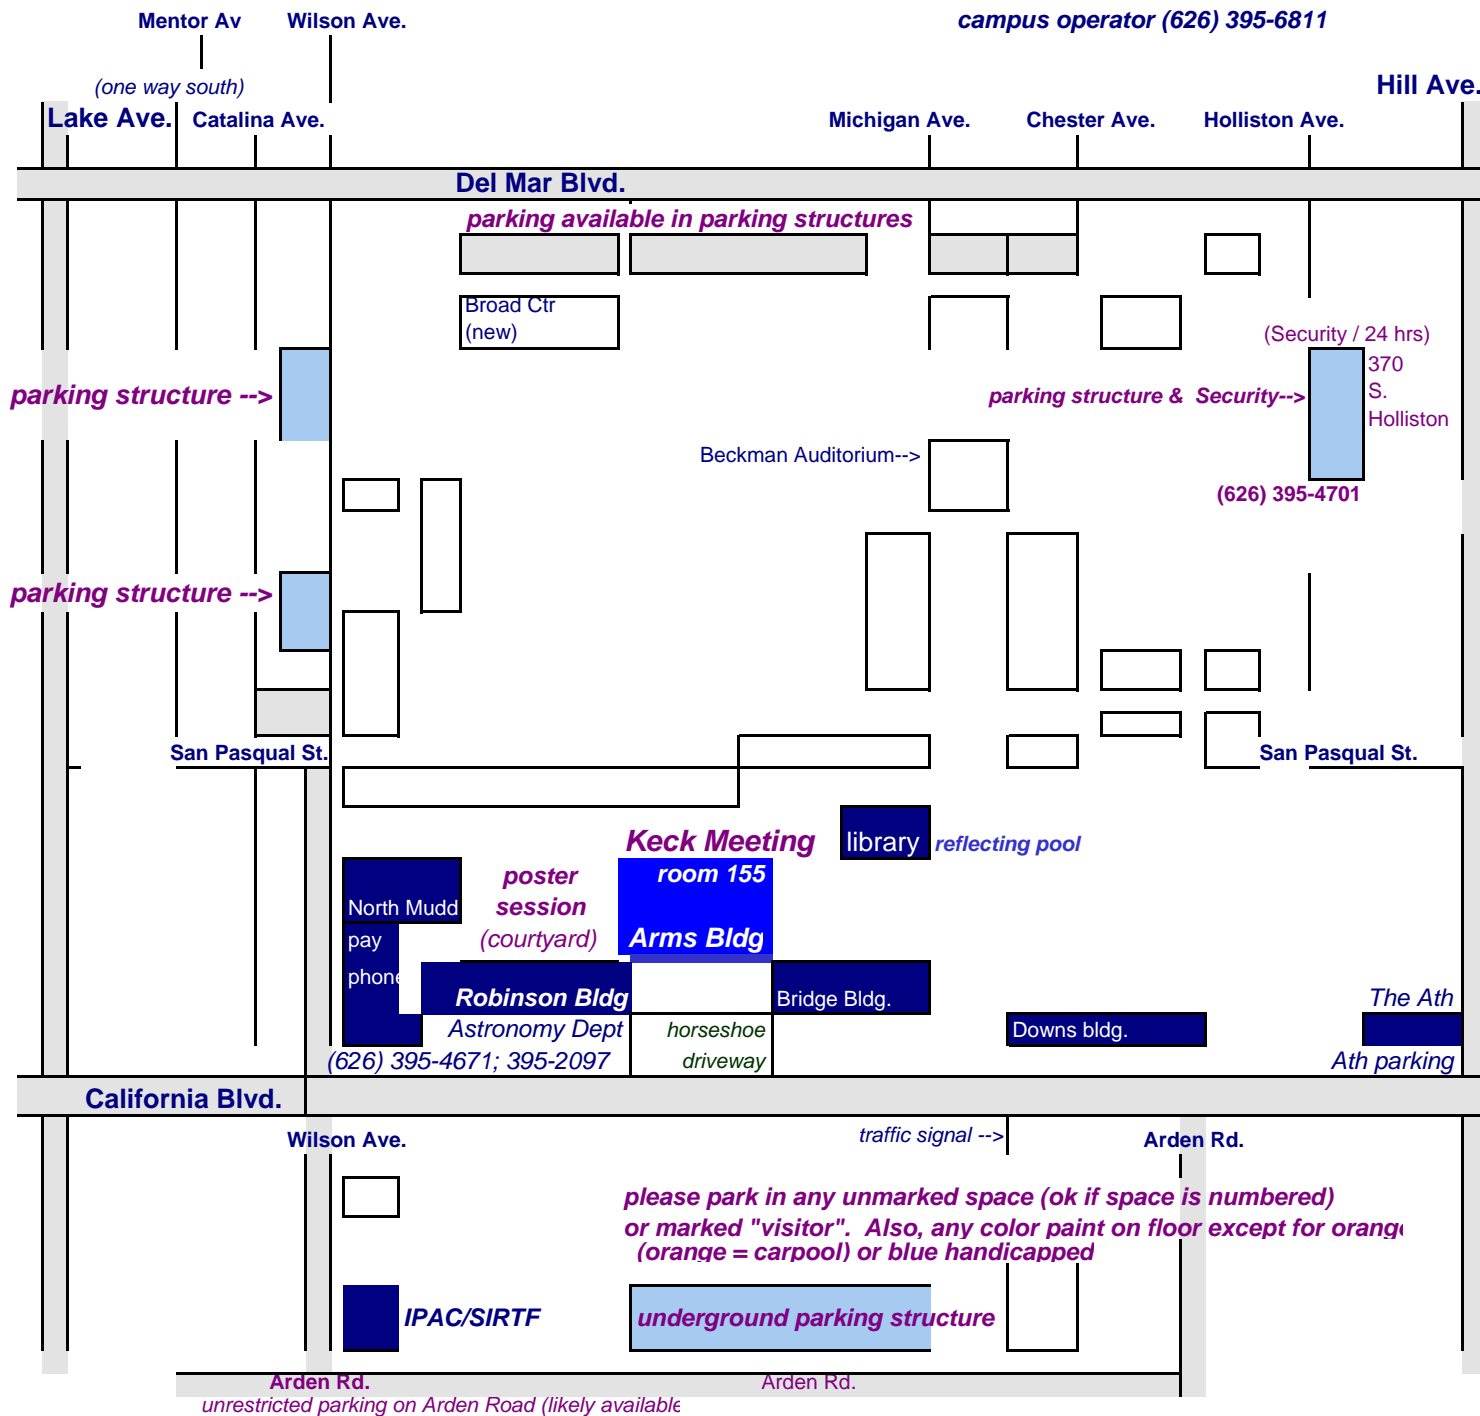 Mentor Av Wilson Ave. campus operator (626) 395-6811
(one way south) Hill Ave.
Lake Ave. Catalina Ave. Michigan Ave. Chester Ave. Holliston Ave.
Del Mar Blvd.
parking available in parking structures
Broad Ctr
(new)
(Security / 24 hrs)
parking structure --> parking structure & Security--> 370
S.
Holliston
Beckman Auditorium-->
(626) 395-4701
parking structure -->
San Pasqual St. San Pasqual St.
Keck Meeting library reflecting pool
room 155
poster
session
(courtyard)
North Mudd
Arms Bldg
pay
phone
Robinson Bldg Bridge Bldg. The Ath
Astronomy Dept horseshoe Downs bldg.
(626) 395-4671; 395-2097 driveway Ath parking
California Blvd.
Wilson Ave. traffic signal --> Arden Rd.
please park in any unmarked space (ok if space is numbered)
or marked "visitor". Also, any color paint on floor except for orange
(orange = carpool) or blue handicapped
IPAC/SIRTF underground parking structure
Arden Rd. Arden Rd.
unrestricted parking on Arden Road (likely available